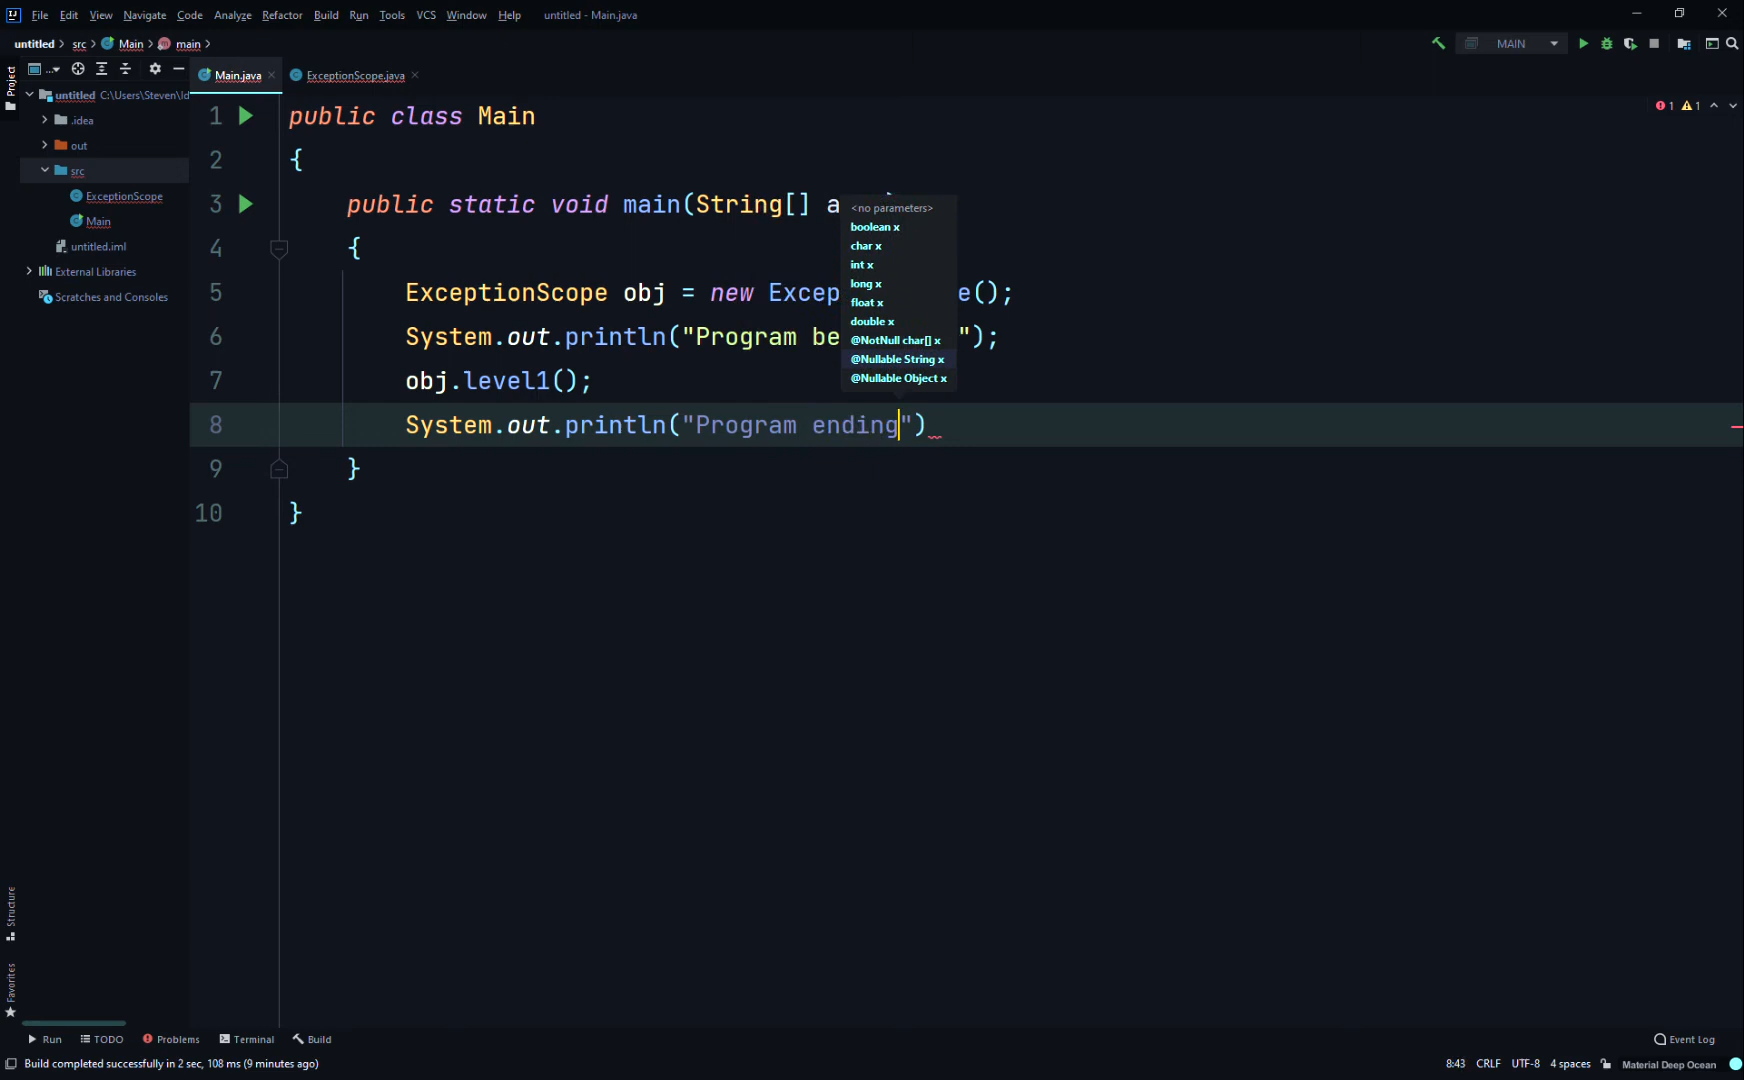 File Edit View Navigate Code Analyze Refactor Build Run Tools VCS Window Help untitled - Main.java
untitled src Main main MAIN
Project
Main.java ExceptionScope.java
untitled C:\Users\Steven\Id
.idea
out
src
ExceptionScope
Main
untitled.iml
External Libraries
Scratches and Consoles
1 public class Main
2 {
3 public static void main(String[] a
4 {
5 ExceptionScope obj = new Excep e();
6 System.out.println("Program be ");
7 obj.level1();
8 System.out.println("Program ending")
9 }
10 }
<no parameters>
boolean x
char x
int x
long x
float x
double x
@NotNull char[] x
@Nullable String x
@Nullable Object x
1 1
Structure
Favorites
Run TODO Problems Terminal Build Event Log
Build completed successfully in 2 sec, 108 ms (9 minutes ago) 8:43 CRLF UTF-8 4 spaces Material Deep Ocean